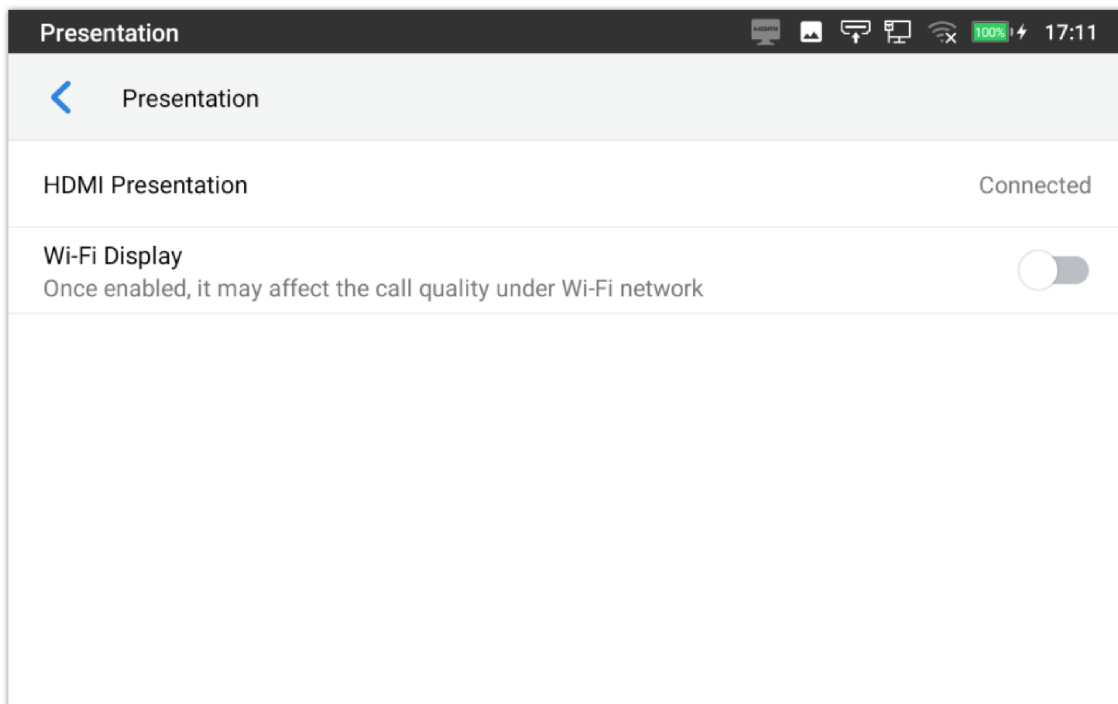 Presentation
HDMI
100%
17:11
Presentation
HDMI Presentation
Connected
Wi-Fi Display
Once enabled, it may affect the call quality under Wi-Fi network